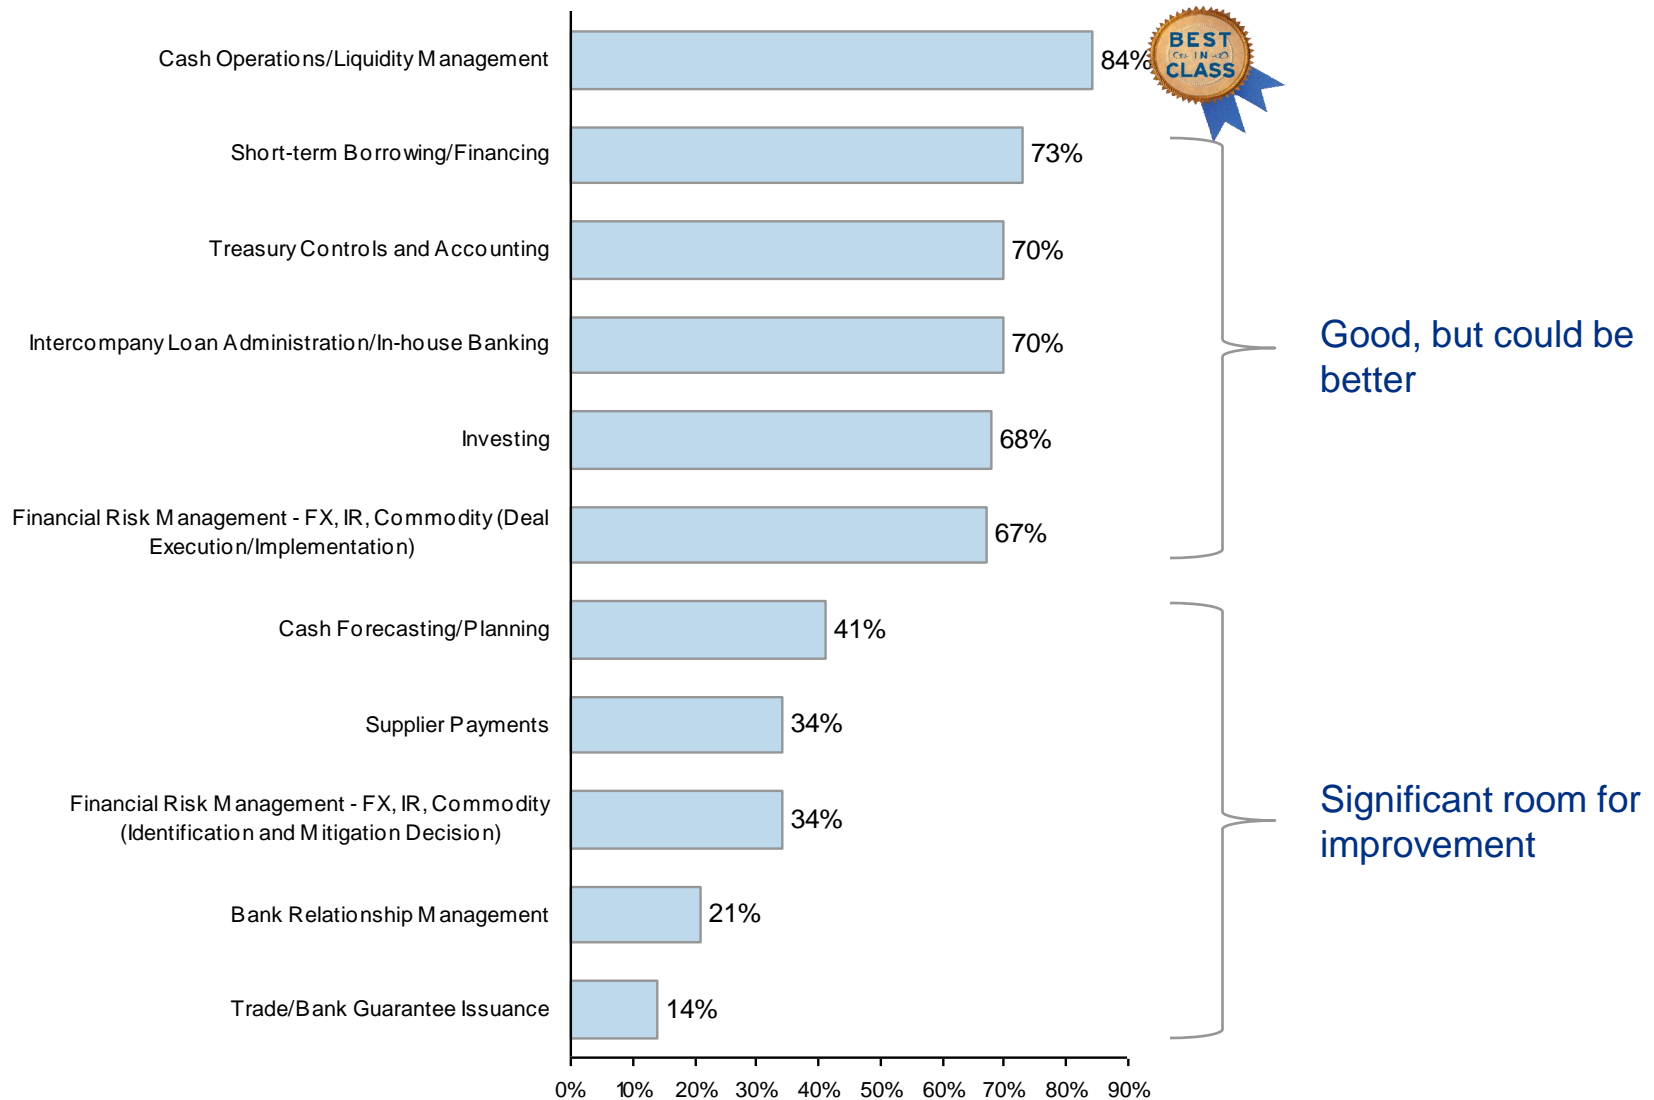 Cash Operations/Liquidity Management
84%
BEST
IN
CLASS
Short-term Borrowing/Financing
73%
Treasury Controls and Accounting
70%
Intercompany Loan Administration/In-house Banking
70%
Good, but could be
better
Investing
68%
Financial Risk Management - FX, IR, Commodity (Deal
Execution/Implementation)
67%
Cash Forecasting/Planning
41%
Supplier Payments
34%
Financial Risk Management - FX, IR, Commodity
(Identification and Mitigation Decision)
34%
Significant room for
improvement
Bank Relationship Management
21%
Trade/Bank Guarantee Issuance
14%
0% 10% 20% 30% 40% 50% 60% 70% 80% 90%